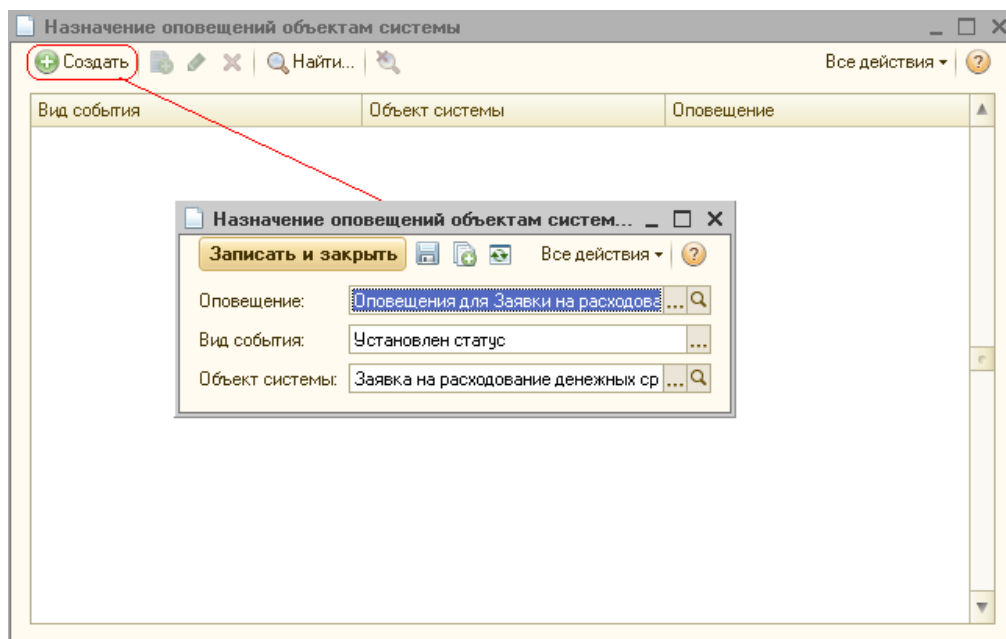 Назначение оповещений объектам системы
Создать Найти... Все действия
Вид события Объект системы Оповещение
Назначение оповещений объектам систем...
Записать и закрыть Все действия
Оповещение: Оповещения для Заявки на расходова ...
Вид события: Установлен статус ...
Объект системы: Заявка на расходование денежных ср ...